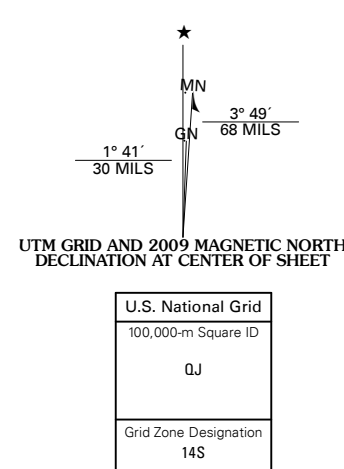 ★
MN
3° 49´
68 MILS
GN
1° 41´
30 MILS
UTM GRID AND 2009 MAGNETIC NORTH
DECLINATION AT CENTER OF SHEET
U.S. National Grid
100,000-m Square ID
QJ
Grid Zone Designation
14S